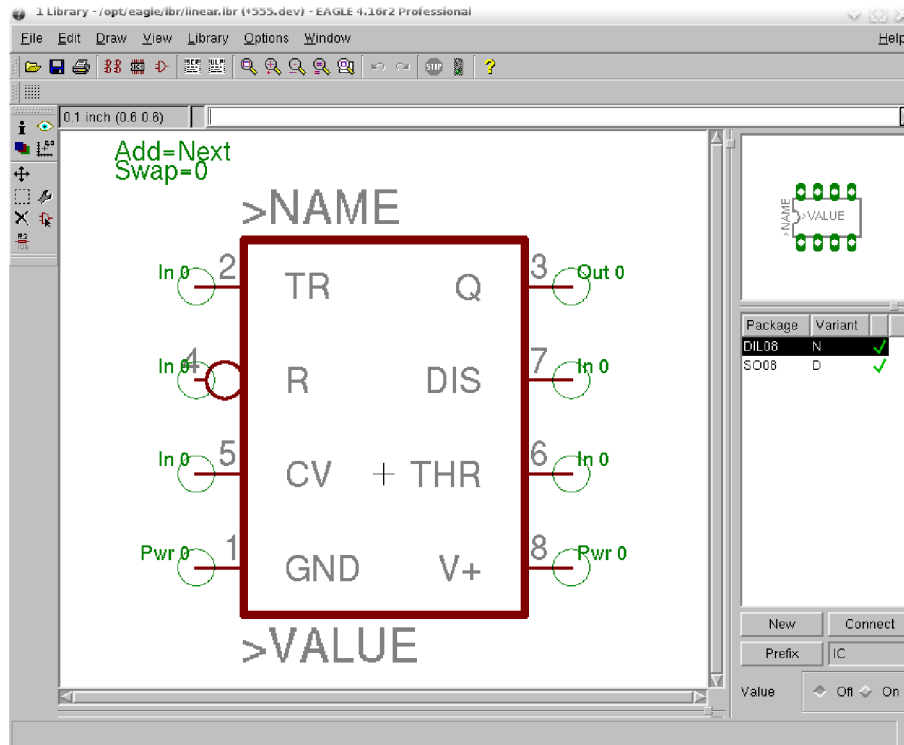 1 Library - /opt/eagle/lbr/linear.lbr (*555.dev) - EAGLE 4.16r2 Professional
File Edit Draw View Library Options Window Help
STOP ?
0.1 inch (0.6 0.6)
Add=Next
Swap=0
>NAME
In 0 2 TR Q 3 Out 0
In 0 4 R DIS 7 In 0
In 0 5 CV THR 6 In 0
Pwr 0 1 GND V+ 8 Pwr 0
>VALUE
>NAME
>VALUE
Package Variant
DIL08 N
SO08 D
New Connect
Prefix IC
Value Off On